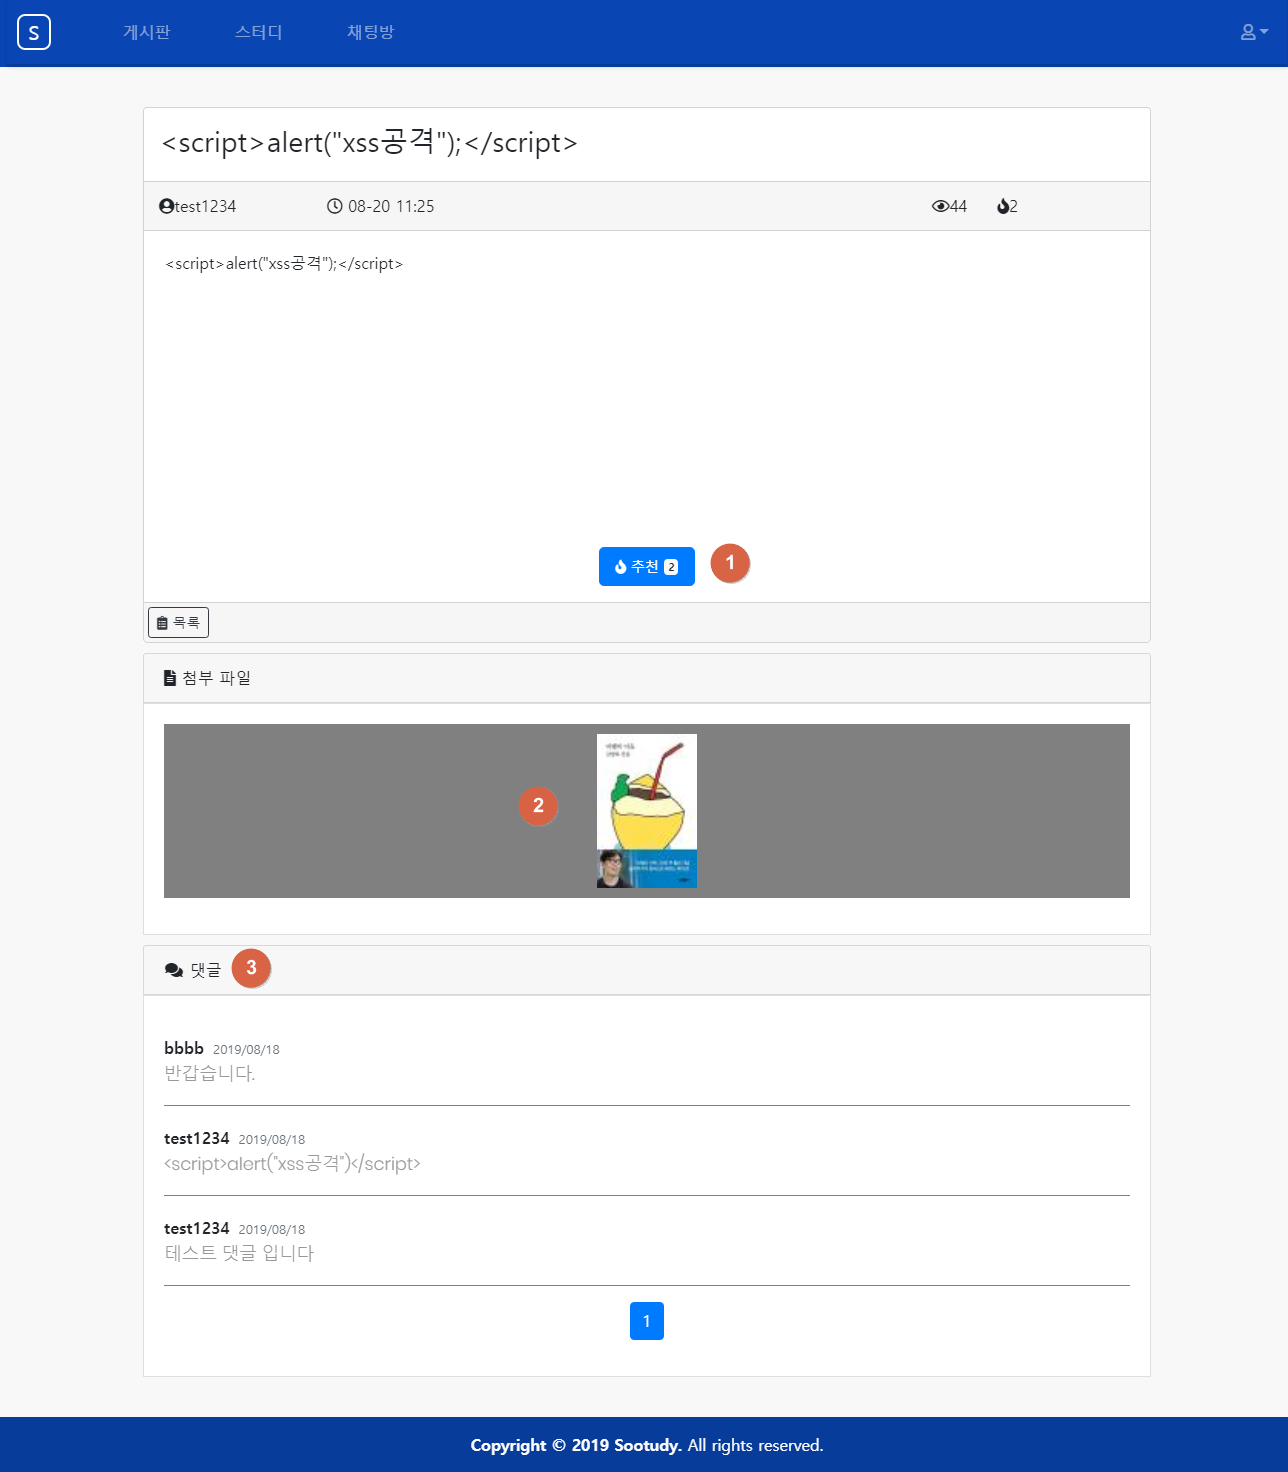 S 게시판 스터디 채팅방
<script>alert("xss공격");</script>
test1234 08-20 11:25 44 2
<script>alert("xss공격");</script>
추천 2 1
목록
첨부 파일
2
댓글 3
bbbb 2019/08/18
반갑습니다.
test1234 2019/08/18
<script>alert("xss공격")</script>
test1234 2019/08/18
테스트 댓글 입니다
1
Copyright © 2019 Sootudy. All rights reserved.